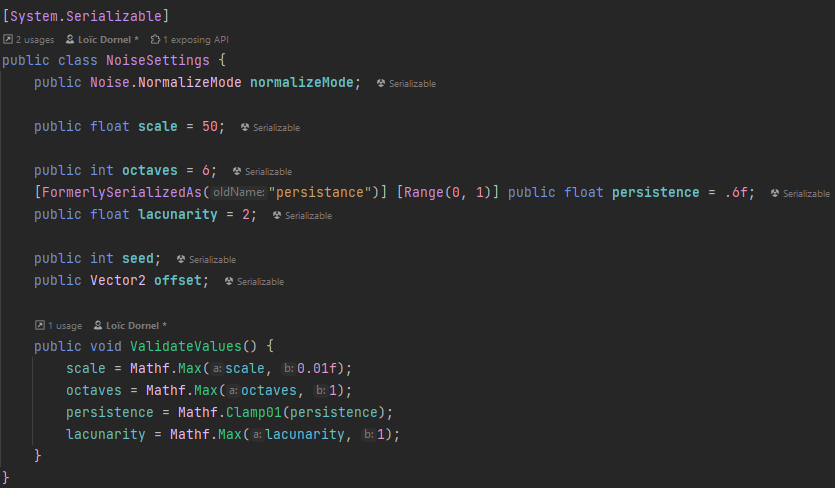 [System.Serializable]
2 usages Loïc Dornel * 1 exposing API
public class NoiseSettings {
    public Noise.NormalizeMode normalizeMode; Serializable
    public float scale = 50; Serializable
    public int octaves = 6; Serializable
    [FormerlySerializedAs( oldName: "persistance")] [Range(0, 1)] public float persistence = .6f; Serializable
    public float lacunarity = 2; Serializable
    public int seed; Serializable
    public Vector2 offset; Serializable
    1 usage Loïc Dornel *
    public void ValidateValues() {
        scale = Mathf.Max( a: scale, b: 0.01f);
        octaves = Mathf.Max( a: octaves, b: 1);
        persistence = Mathf.Clamp01(persistence);
        lacunarity = Mathf.Max( a: lacunarity, b: 1);
    }
}